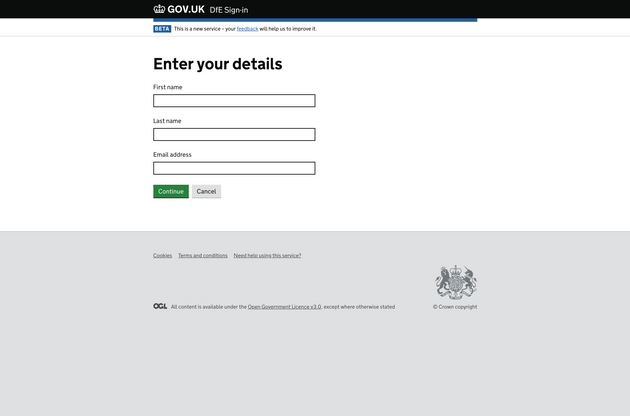 GOV.UK DfE Sign-in
BETA This is a new service – your feedback will help us to improve it.
Enter your details
First name
Last name
Email address
Continue Cancel
Cookies Terms and conditions Need help using this service?
OGL All content is available under the Open Government Licence v3.0, except where otherwise stated
© Crown copyright